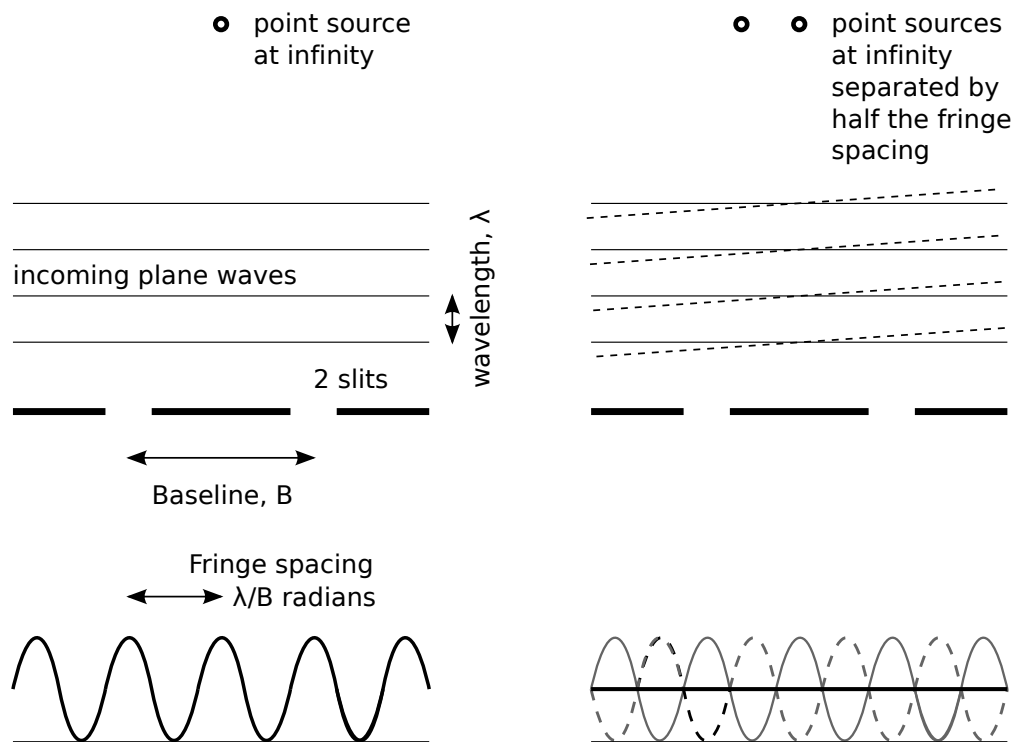 point source
at infinity
point sources
at infinity
separated by
half the fringe
spacing
incoming plane waves
wavelength, λ
2 slits
Baseline, B
Fringe spacing
λ/B radians